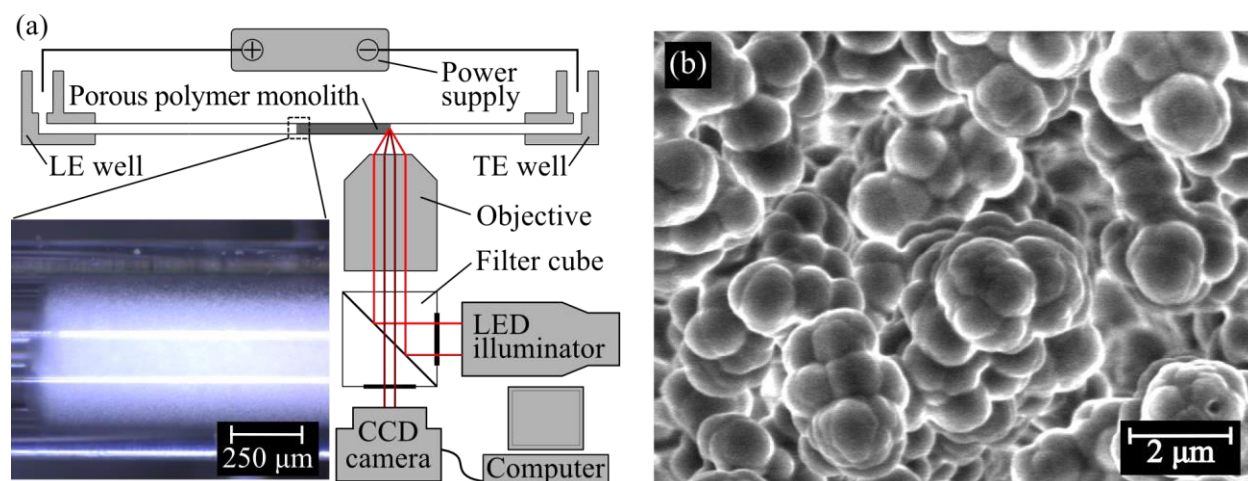 (a)
+
−
Power
supply
Porous polymer monolith
LE well
TE well
Objective
Filter cube
LED
illuminator
CCD
camera
Computer
250 μm
(b)
2 μm